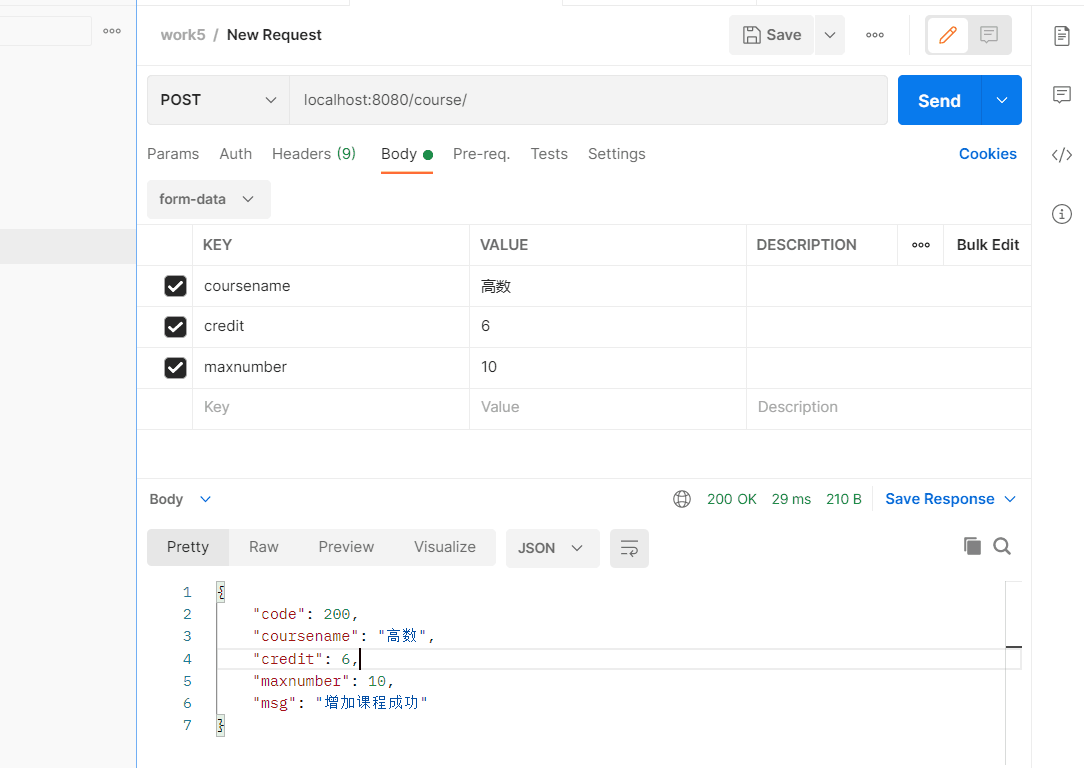 work5 / New Request
Save
POST
localhost:8080/course/
Send
Params Auth Headers (9) Body Pre-req. Tests Settings
Cookies
form-data
KEY VALUE DESCRIPTION Bulk Edit
coursename 高数
credit 6
maxnumber 10
Key Value Description
Body
200 OK 29 ms 210 B Save Response
Pretty Raw Preview Visualize JSON
1 {
2 "code": 200,
3 "coursename": "高数",
4 "credit": 6,
5 "maxnumber": 10,
6 "msg": "增加课程成功"
7 }